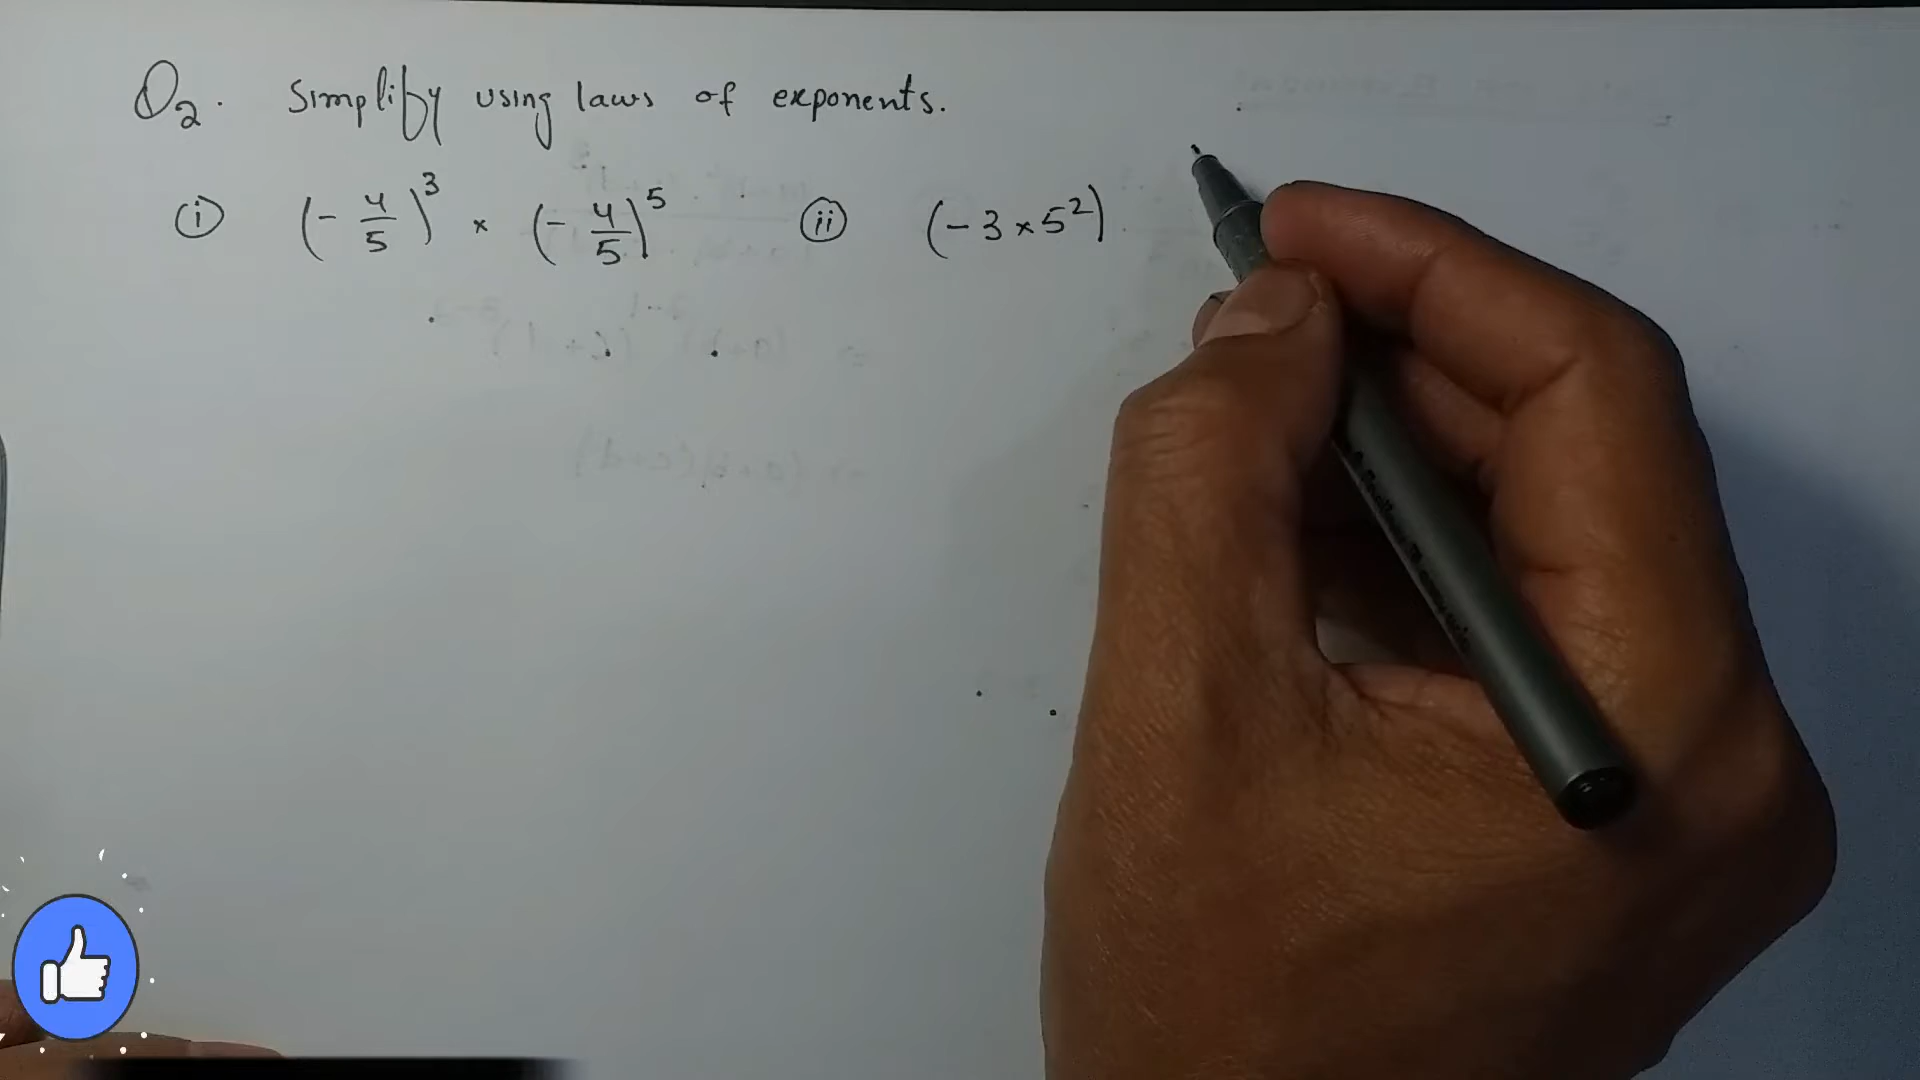 Q2. Simplify using laws of exponents.
(i) (-4/5)^3 × (-4/5)^5 (ii) (-3×5^2)